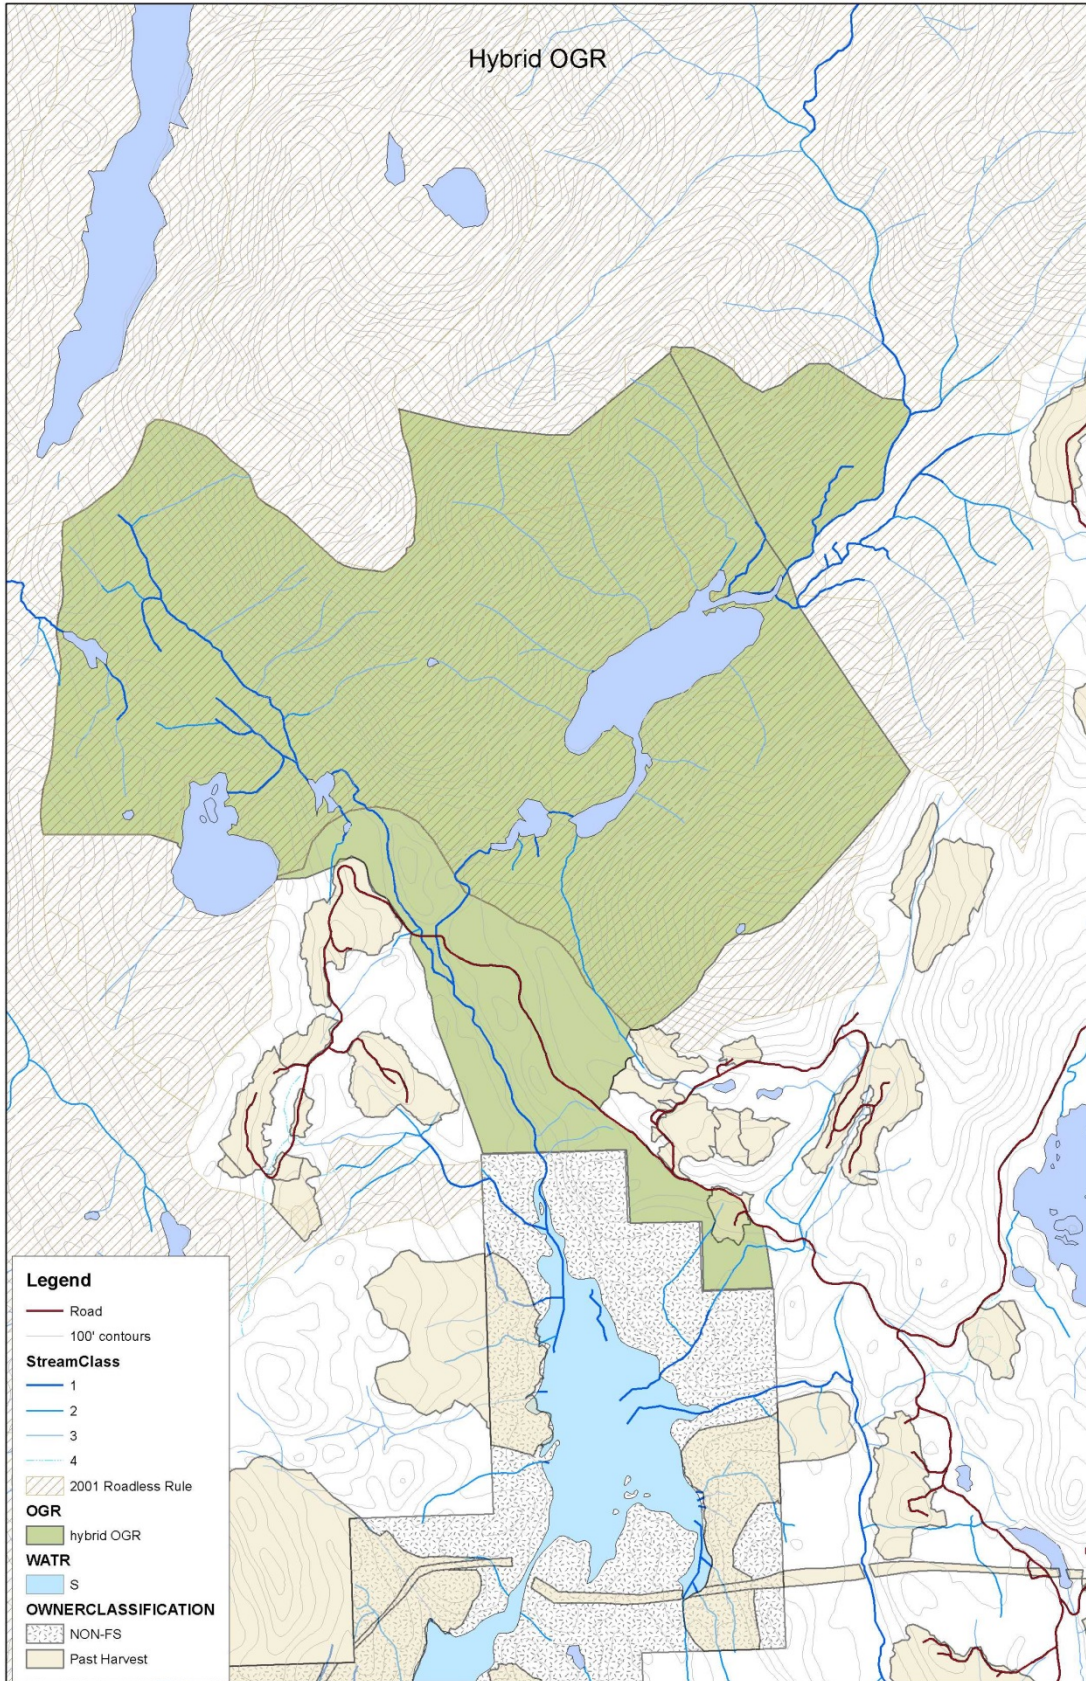 Hybrid OGR
Legend
Road
100' contours
StreamClass
1
2
3
4
2001 Roadless Rule
OGR
hybrid OGR
WATR
S
OWNERCLASSIFICATION
NON-FS
Past Harvest